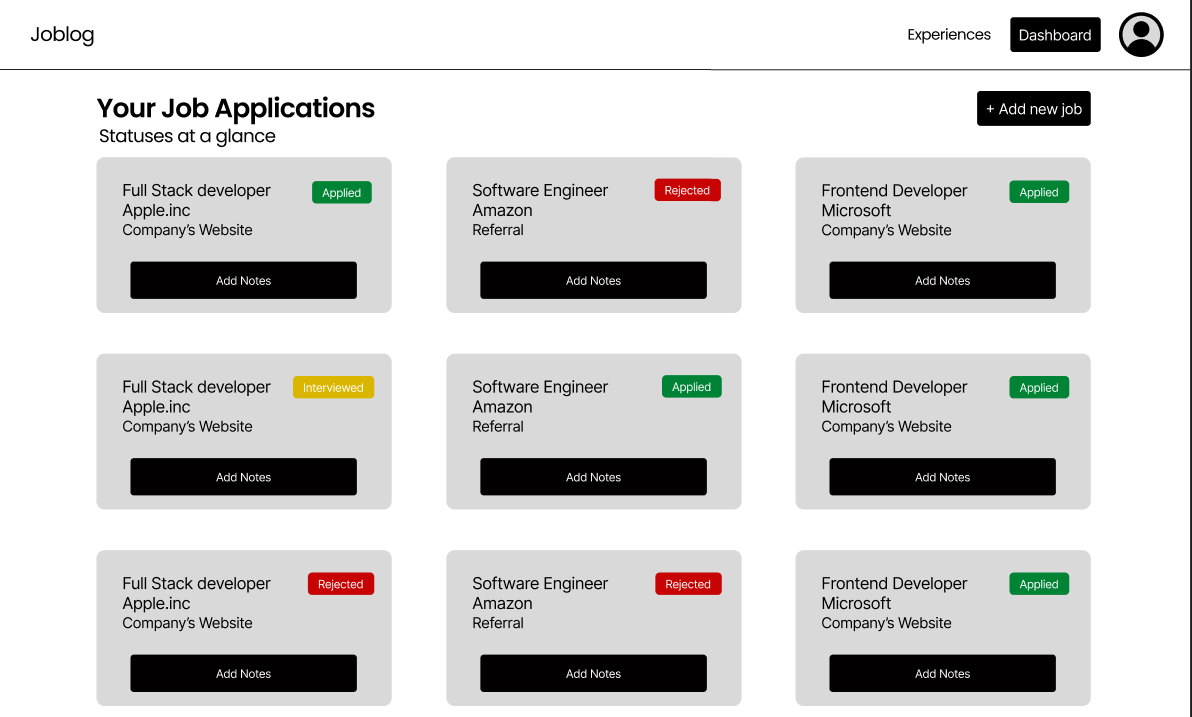 Joblog
Experiences
Dashboard
Your Job Applications
+ Add new job
Statuses at a glance
Full Stack developer
Applied
Apple.inc
Company’s Website
Add Notes
Software Engineer
Rejected
Amazon
Referral
Add Notes
Frontend Developer
Applied
Microsoft
Company’s Website
Add Notes
Full Stack developer
Interviewed
Apple.inc
Company’s Website
Add Notes
Software Engineer
Applied
Amazon
Referral
Add Notes
Frontend Developer
Applied
Microsoft
Company’s Website
Add Notes
Full Stack developer
Rejected
Apple.inc
Company’s Website
Add Notes
Software Engineer
Rejected
Amazon
Referral
Add Notes
Frontend Developer
Applied
Microsoft
Company’s Website
Add Notes